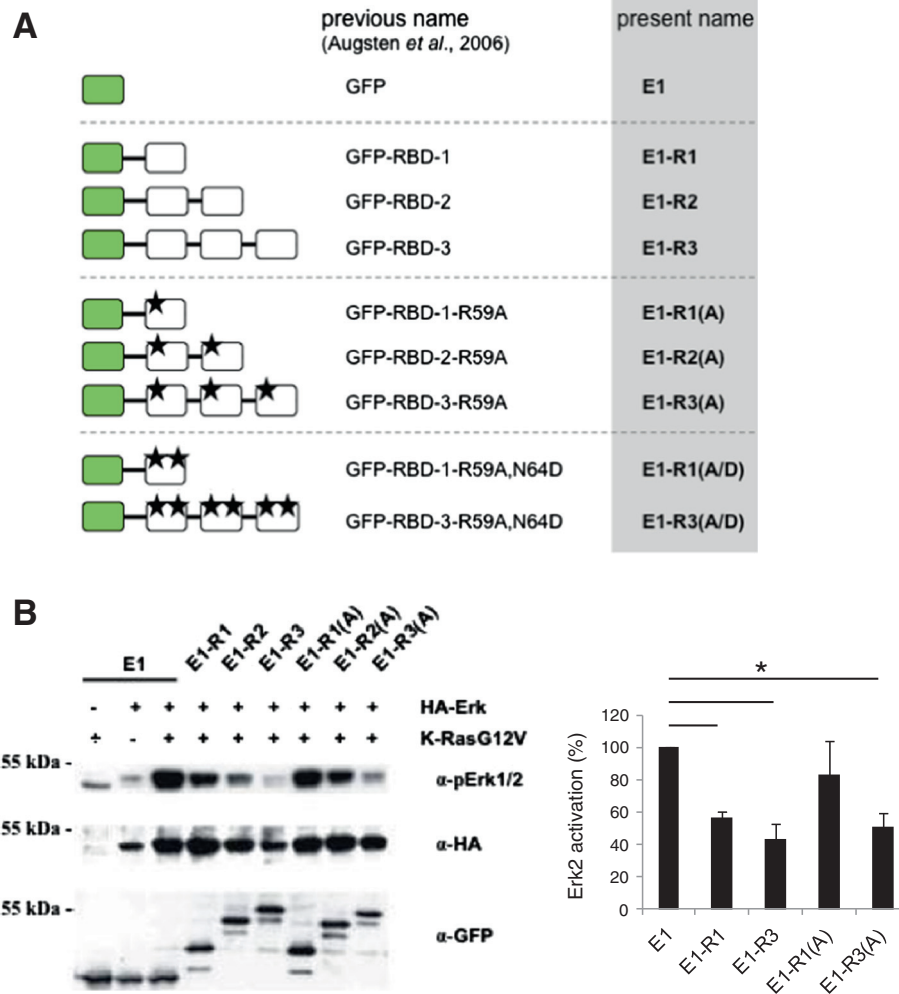 A
previous name
(Augsten et al., 2006)
present name
GFP
E1
GFP-RBD-1
E1-R1
GFP-RBD-2
E1-R2
GFP-RBD-3
E1-R3
GFP-RBD-1-R59A
E1-R1(A)
GFP-RBD-2-R59A
E1-R2(A)
GFP-RBD-3-R59A
E1-R3(A)
GFP-RBD-1-R59A,N64D
E1-R1(A/D)
GFP-RBD-3-R59A,N64D
E1-R3(A/D)
B
E1
E1-R1
E1-R2
E1-R3
E1-R1(A)
E1-R2(A)
E1-R3(A)
- + + + + + + + + HA-Erk
+ - + + + + + + + K-RasG12V
55 kDa -
α-pErk1/2
55 kDa -
α-HA
55 kDa -
α-GFP
*
Erk2 activation (%)
120
100
80
60
40
20
0
E1
E1-R1
E1-R3
E1-R1(A)
E1-R3(A)